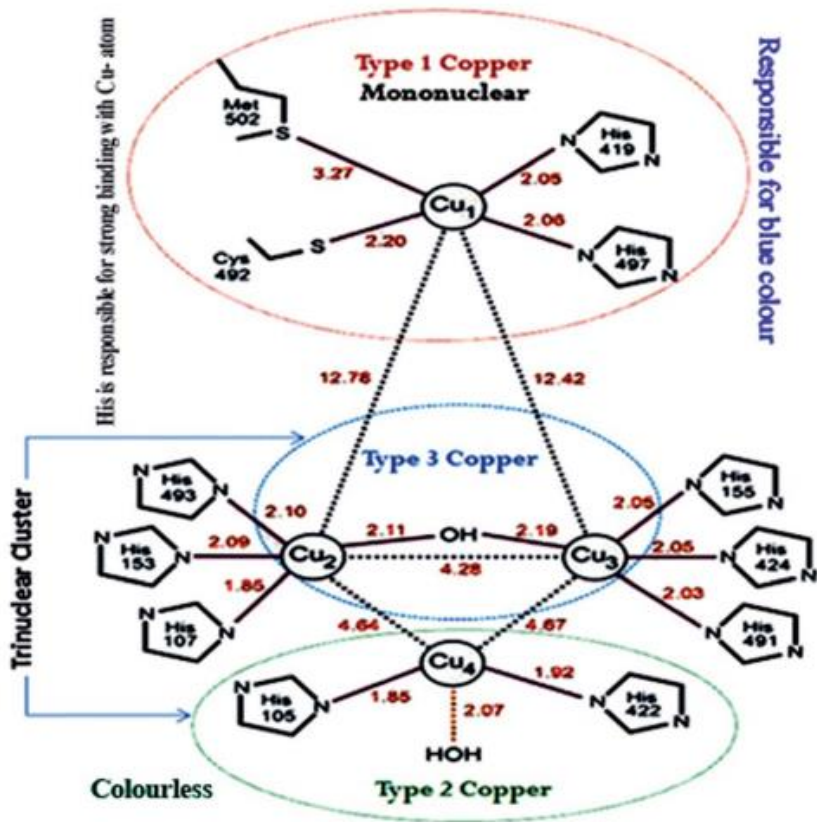 Type 1 Copper
Mononuclear
Met
502
S
3.27
N
His
419
N
2.05
Cu1
2.06
N
His
497
N
S
2.20
Cys
492
His is responsible for strong binding with Cu- atom
Responsible for blue colour
12.78
12.42
Type 3 Copper
N
His
493
N
2.10
N
His
153
N
2.09
N
His
107
N
1.85
Cu2
2.11
OH
2.19
Cu3
4.28
2.05
N
His
155
N
2.05
N
His
424
N
2.03
N
His
491
N
Trinuclear Cluster
4.64
4.67
Cu4
N
His
105
N
1.85
1.92
N
His
422
N
2.07
HOH
Colourless
Type 2 Copper